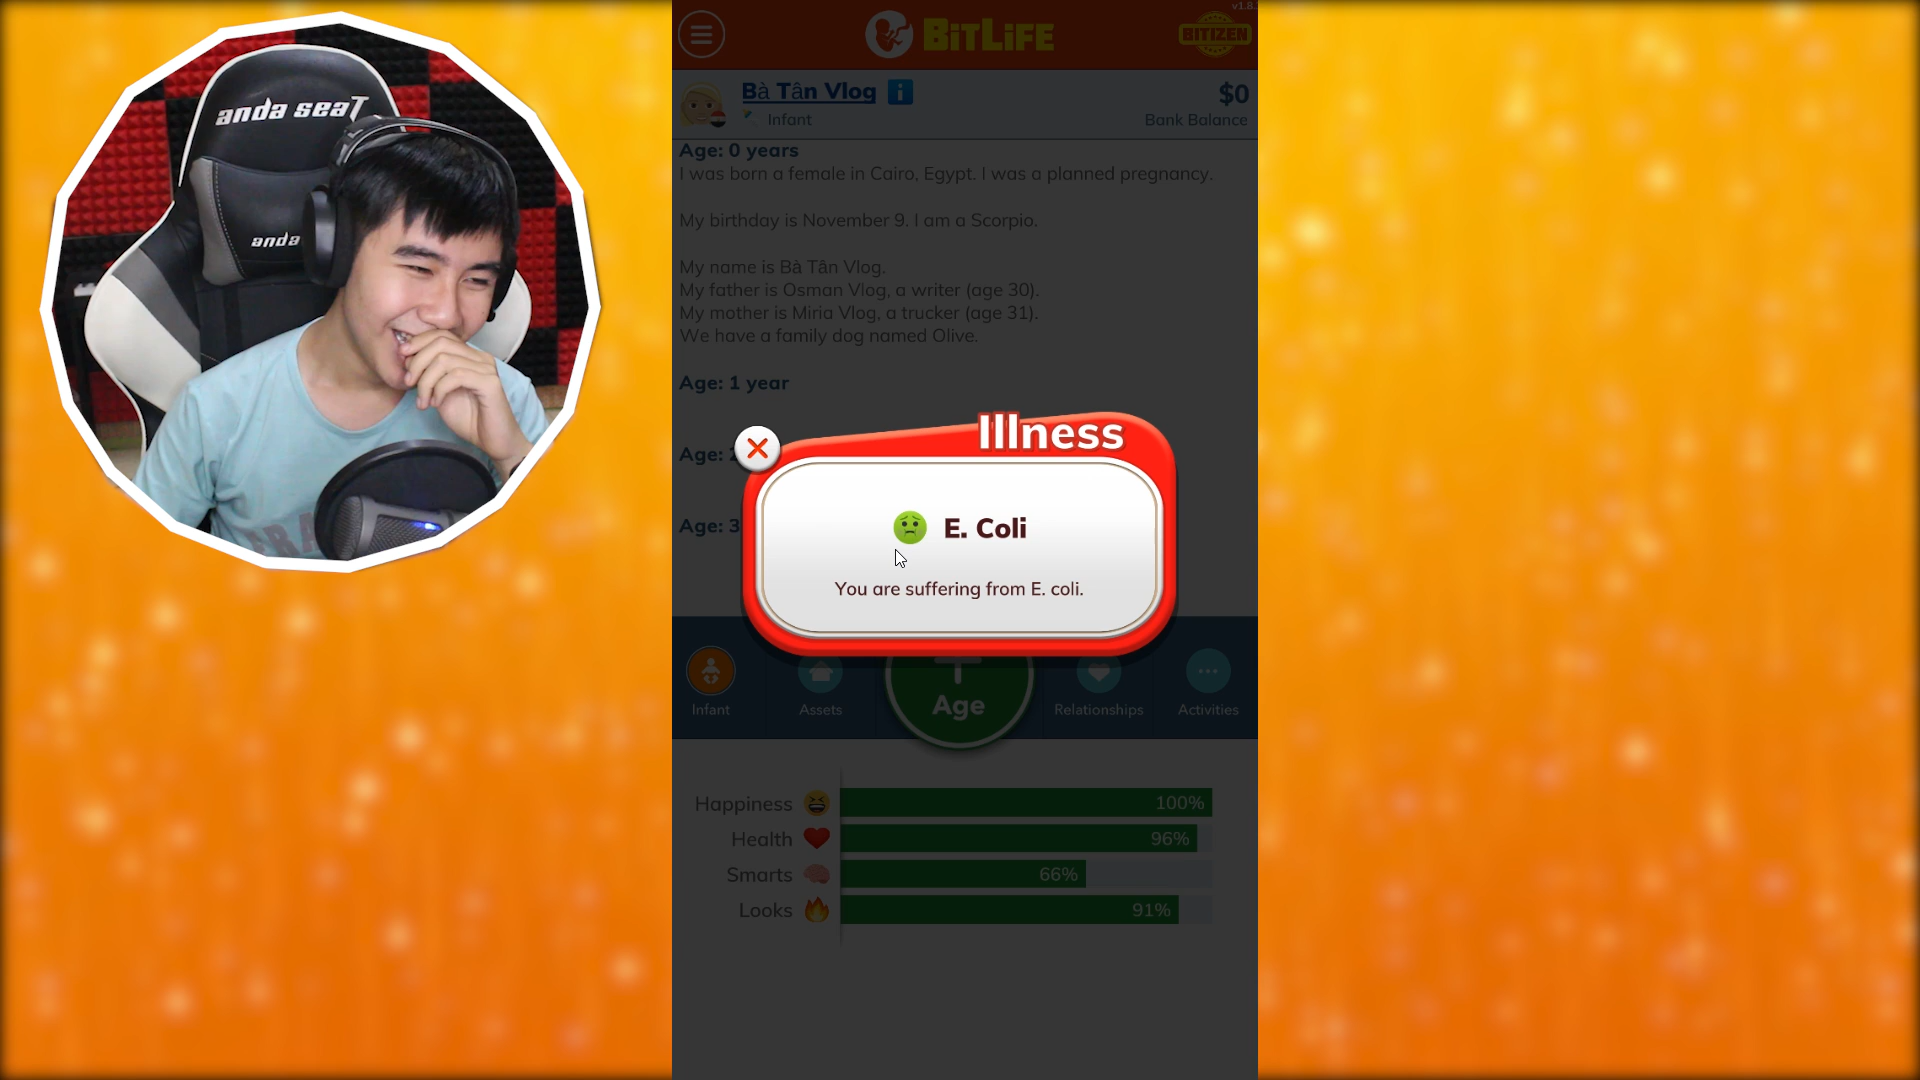 anda seaT
anda
v1.8.
BitLife
BITIZEN
Bà Tân Vlog
$0
Infant
Bank Balance
Age: 0 years
I was born a female in Cairo, Egypt. I was a planned pregnancy.
My birthday is November 9. I am a Scorpio.
My name is Bà Tân Vlog.
My father is Osman Vlog, a writer (age 30).
My mother is Miria Vlog, a trucker (age 31).
We have a family dog named Olive.
Age: 1 year
Age: 2
Age: 3
Illness
E. Coli
You are suffering from E. coli.
Infant
Assets
Age
Relationships
Activities
Happiness 100%
Health 96%
Smarts 66%
Looks 91%